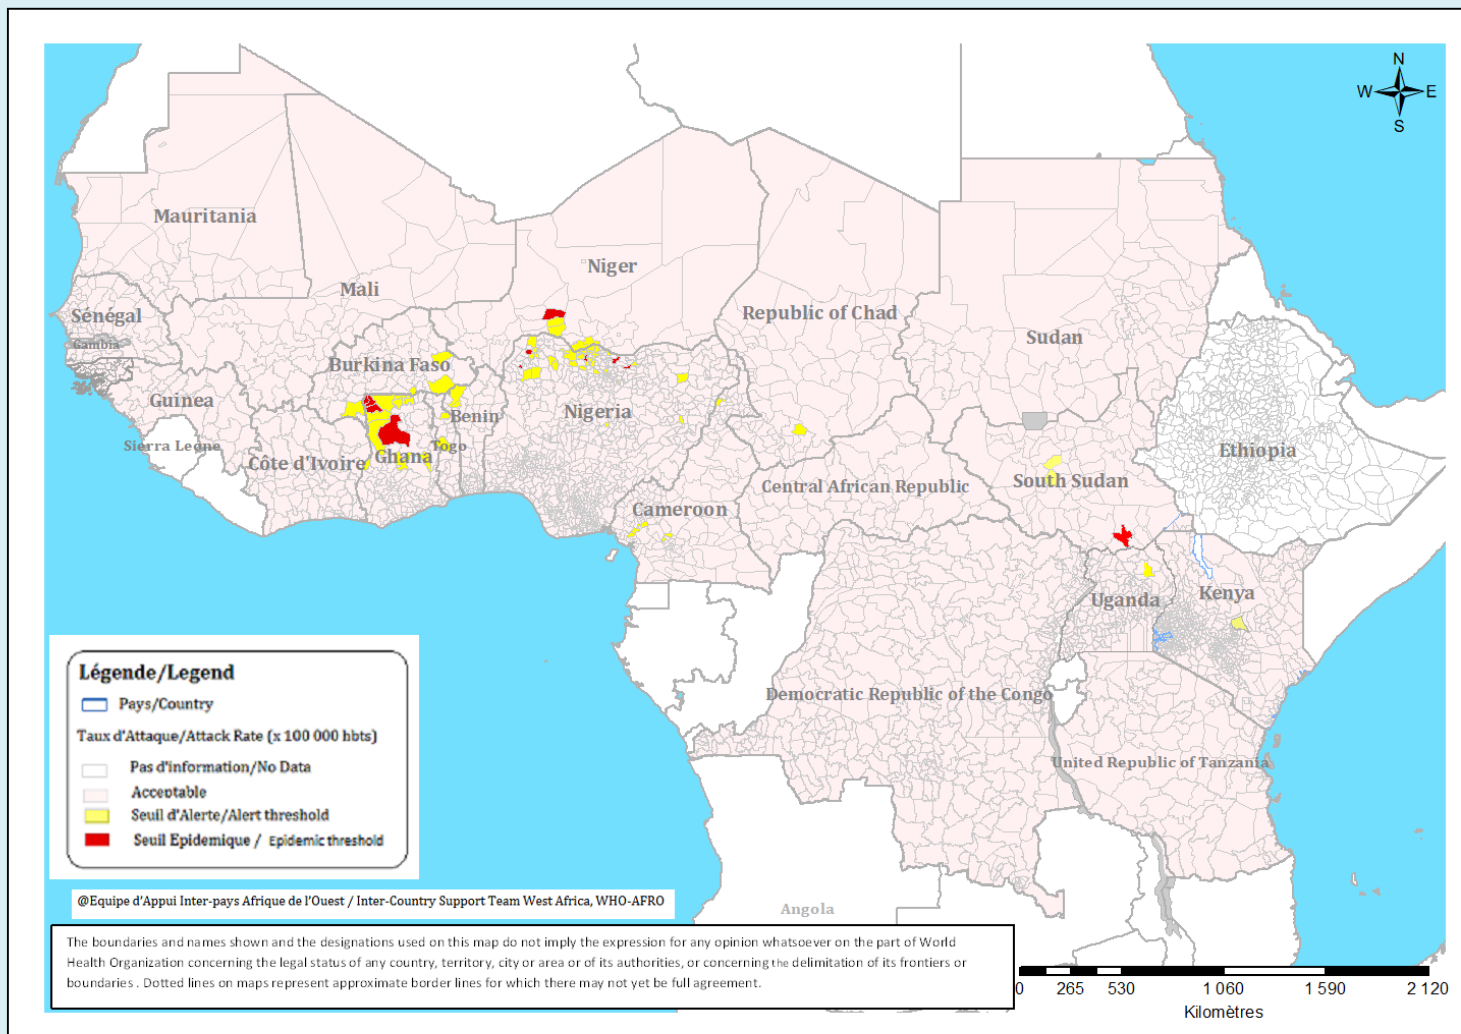 N
W E
S
Mauritania
Mali
Niger
Republic of Chad
Sudan
Sénégal
Gambia
Burkina Faso
Guinea
Benin
Nigeria
Sierra Leone
Côte d'Ivoire
Ghana
Togo
Ethiopia
South Sudan
Central African Republic
Cameroon
Uganda
Kenya
Democratic Republic of the Congo
United Republic of Tanzania
Angola
Légende/Legend
Pays/Country
Taux d'Attaque/Attack Rate (x 100 000 hbts)
Pas d'information/No Data
Acceptable
Seuil d'Alerte/Alert threshold
Seuil Epidemique / Epidemic threshold
@Equipe d'Appui Inter-pays Afrique de l'Ouest / Inter-Country Support Team West Africa, WHO-AFRO
The boundaries and names shown and the designations used on this map do not imply the expression for any opinion whatsoever on the part of World
Health Organization concerning the legal status of any country, territory, city or area or of its authorities, or concerning the delimitation of its frontiers or
boundaries . Dotted lines on maps represent approximate border lines for which there may not yet be full agreement.
0 265 530 1 060 1 590 2 120
Kilomètres